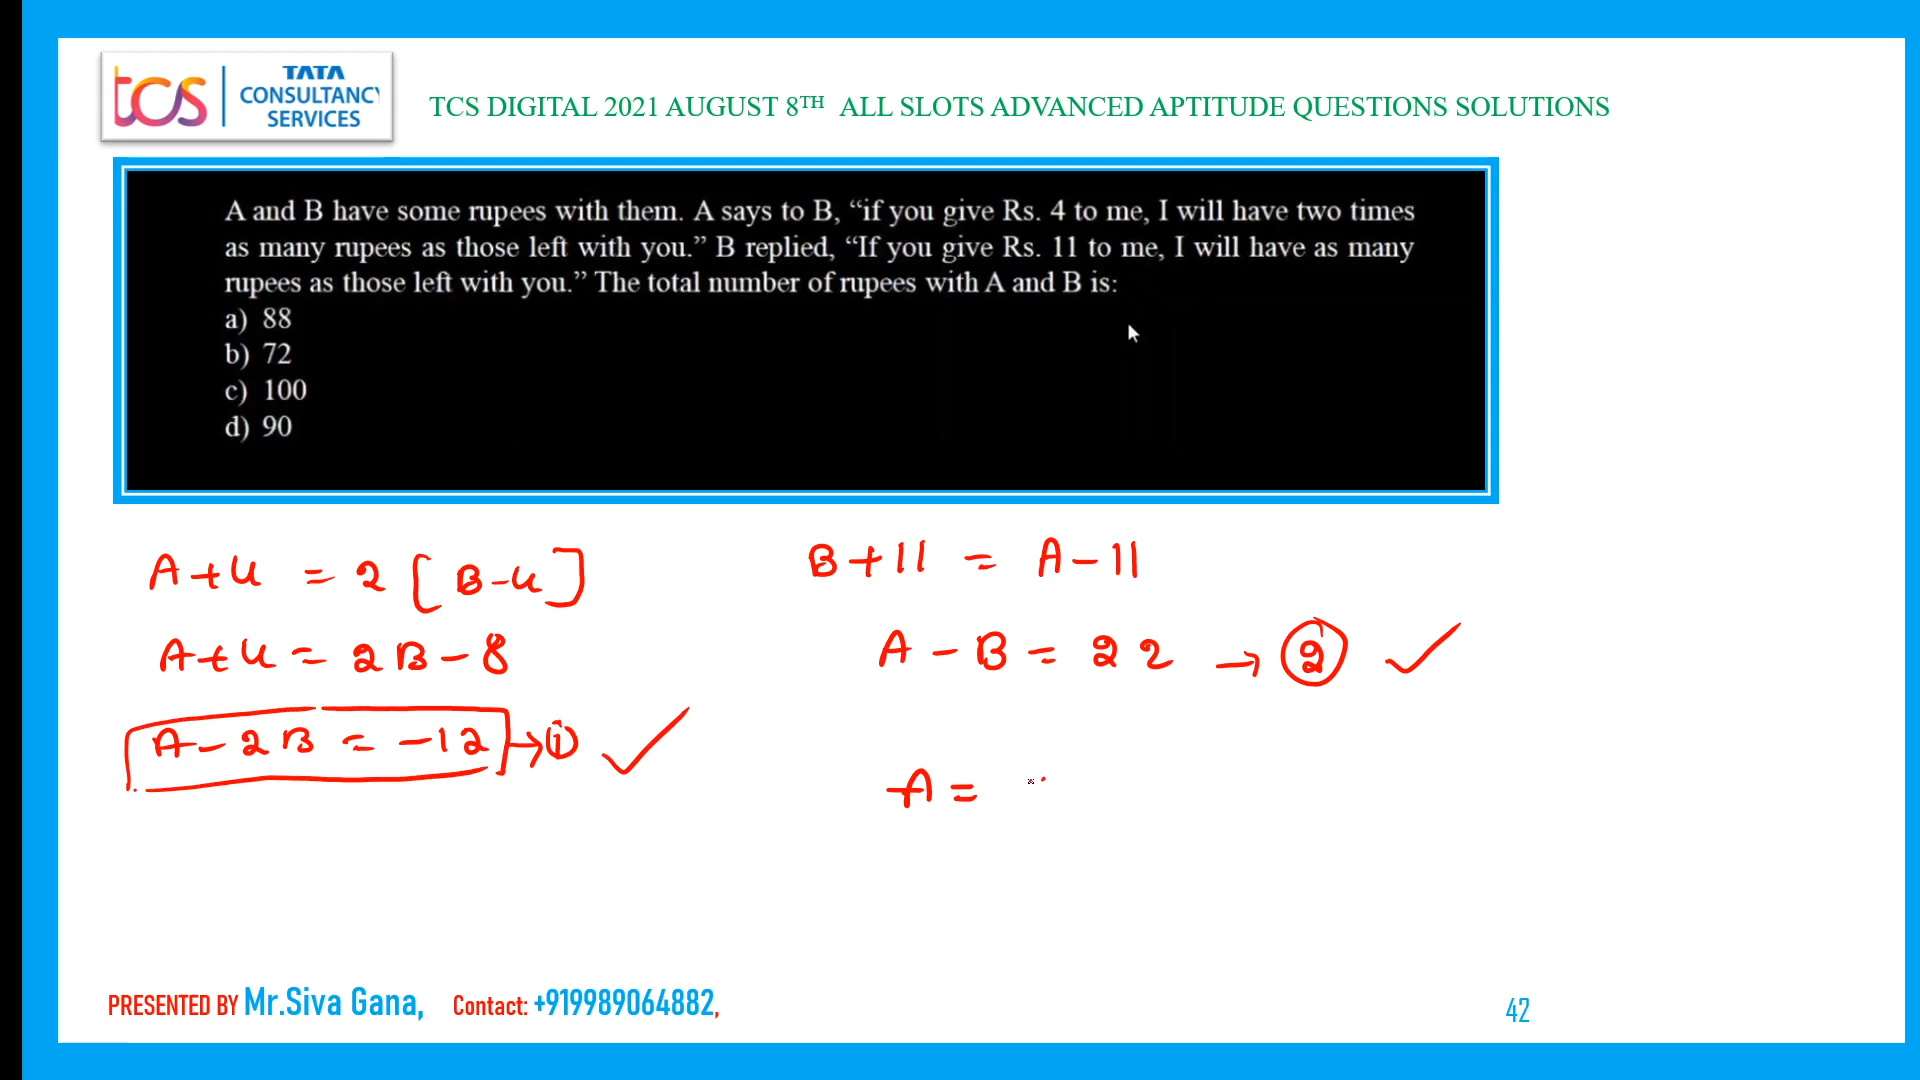 tcs TATA CONSULTANCY SERVICES
TCS DIGITAL 2021 AUGUST 8TH ALL SLOTS ADVANCED APTITUDE QUESTIONS SOLUTIONS
A and B have some rupees with them. A says to B, “if you give Rs. 4 to me, I will have two times
as many rupees as those left with you.” B replied, “If you give Rs. 11 to me, I will have as many
rupees as those left with you.” The total number of rupees with A and B is:
a) 88
b) 72
c) 100
d) 90
A+4 = 2 [B-4]
B+11 = A-11
A+4 = 2B-8
A-B = 22 → 2
A-2B = -12 → 1
A =
PRESENTED BY Mr.Siva Gana, Contact: +919989064882,
42